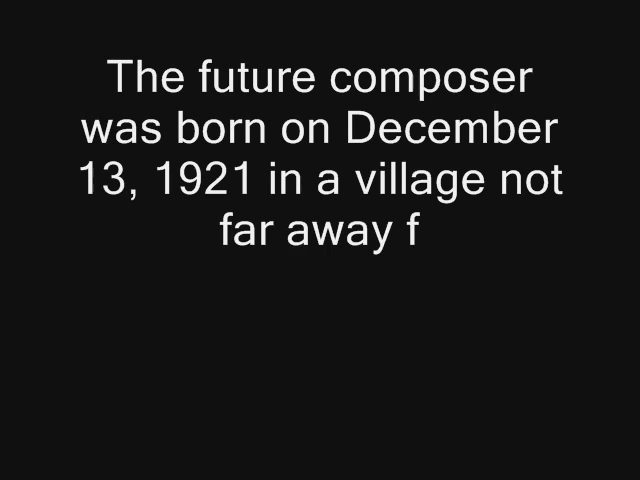 The future composer
was born on December
13, 1921 in a village not
far away f